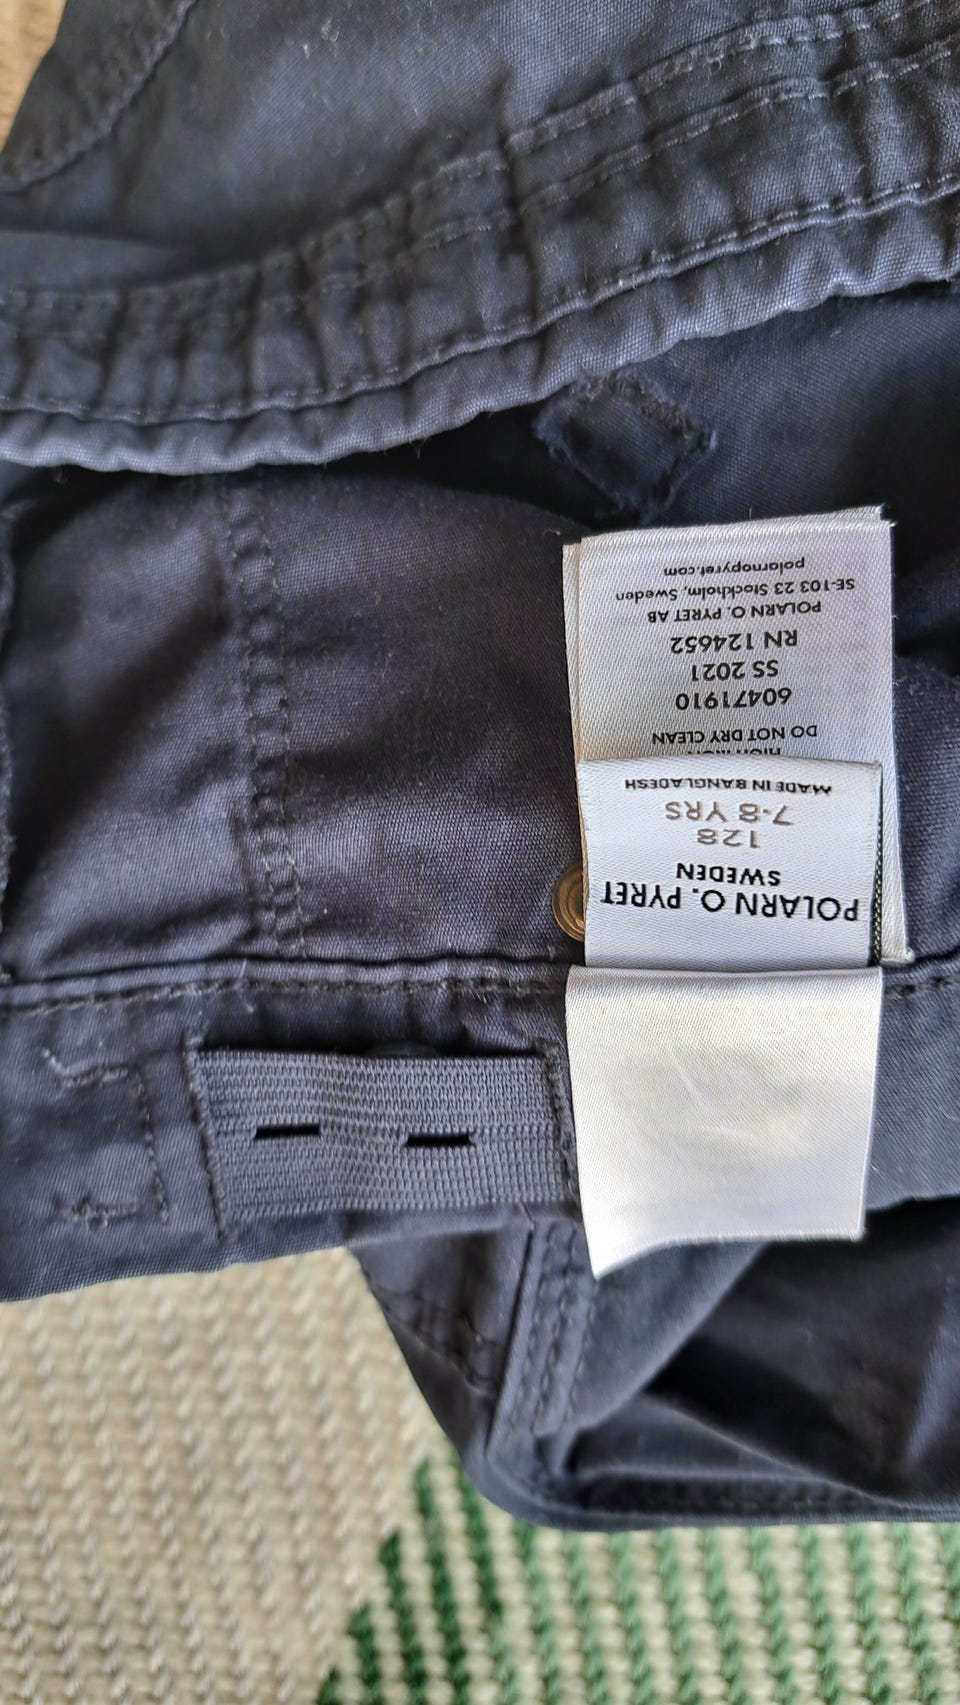 POLARN O. PYRET
SWEDEN
128
7-8 YRS
MADE IN BANGLADESH
DO NOT DRY CLEAN
60471910
SS 2021
RN 124652
POLARN O. PYRET AB
SE-103 23 Stockholm, Sweden
polarnopyret.com